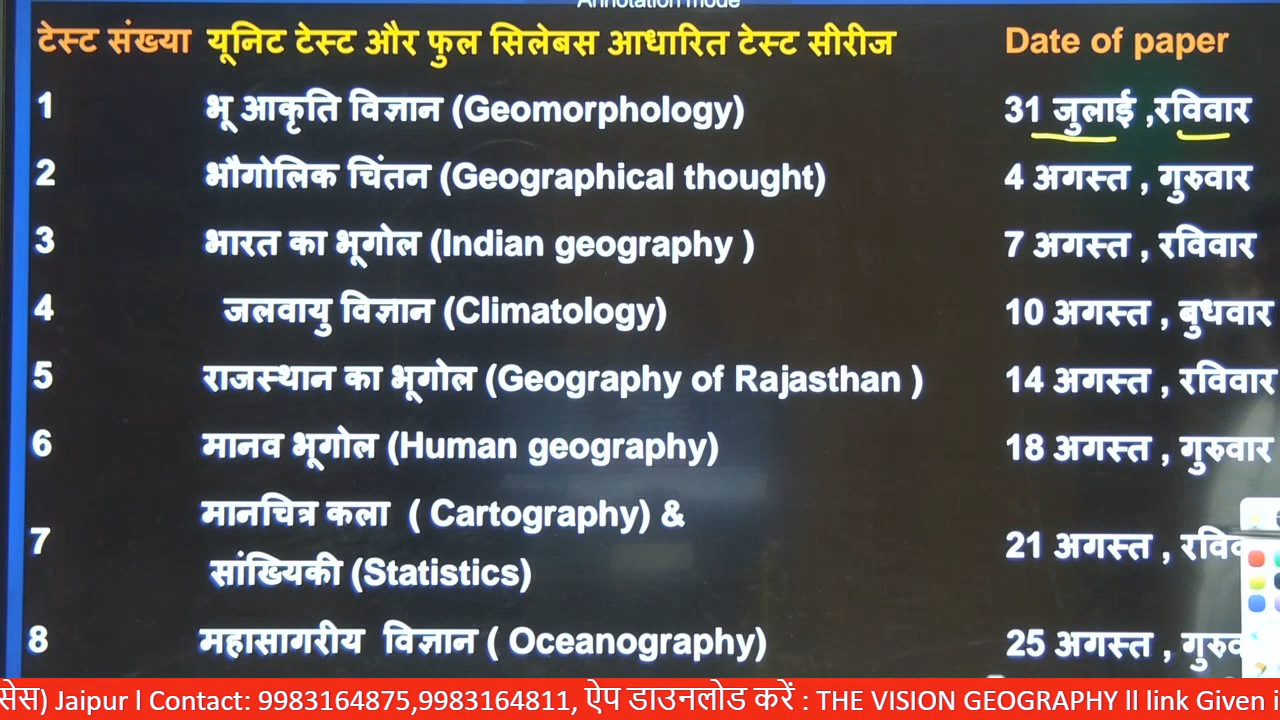 Annotation mode
टेस्ट संख्या यूनिट टेस्ट और फुल सिलेबस आधारित टेस्ट सीरीज Date of paper
1 भू आकृति विज्ञान (Geomorphology) 31 जुलाई ,रविवार
2 भौगोलिक चिंतन (Geographical thought) 4 अगस्त , गुरुवार
3 भारत का भूगोल (Indian geography ) 7 अगस्त , रविवार
4 जलवायु विज्ञान (Climatology) 10 अगस्त , बुधवार
5 राजस्थान का भूगोल (Geography of Rajasthan ) 14 अगस्त , रविवार
6 मानव भूगोल (Human geography) 18 अगस्त , गुरुवार
मानचित्र कला ( Cartography) &
7 सांख्यिकी (Statistics) 21 अगस्त ,
8 महासागरीय विज्ञान ( Oceanography) 25 अगस्त ,
Jaipur l Contact: 9983164875,9983164811, ऐप डाउनलोड करें : THE VISION GEOGRAPHY ll link Given